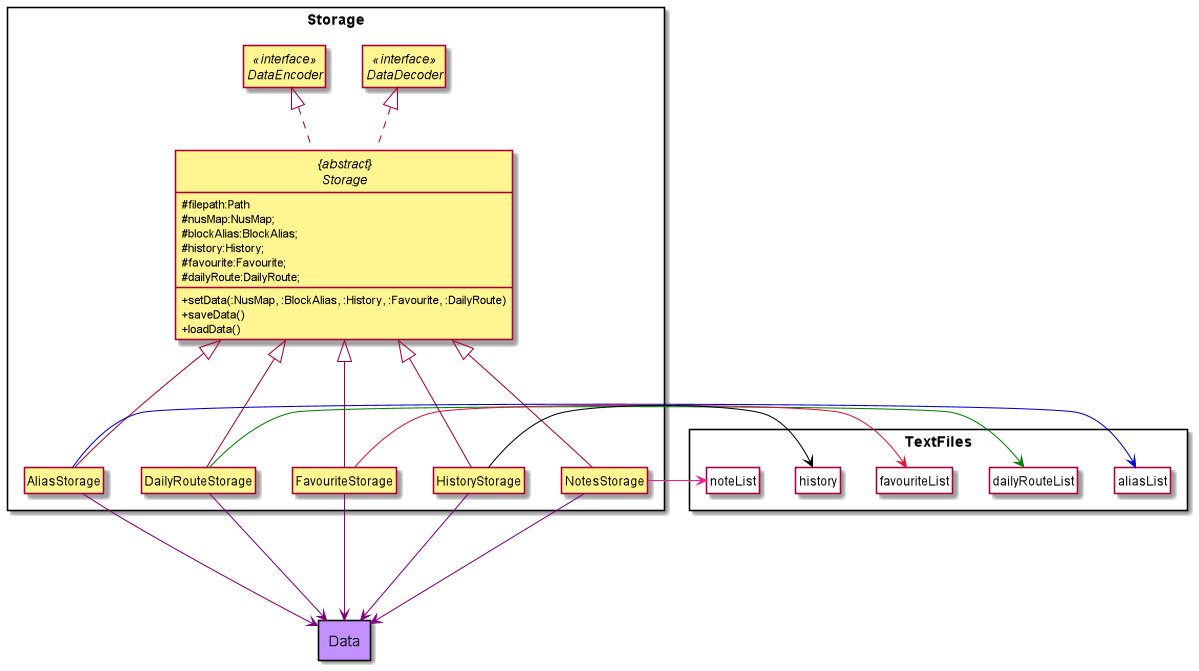 Storage
«interface»
DataEncoder
«interface»
DataDecoder
{abstract}
Storage
#filepath:Path
#nusMap:NusMap;
#blockAlias:BlockAlias;
#history:History;
#favourite:Favourite;
#dailyRoute:DailyRoute;
+setData(:NusMap, :BlockAlias, :History, :Favourite, :DailyRoute)
+saveData()
+loadData()
AliasStorage
DailyRouteStorage
FavouriteStorage
HistoryStorage
NotesStorage
TextFiles
noteList
history
favouriteList
dailyRouteList
aliasList
Data